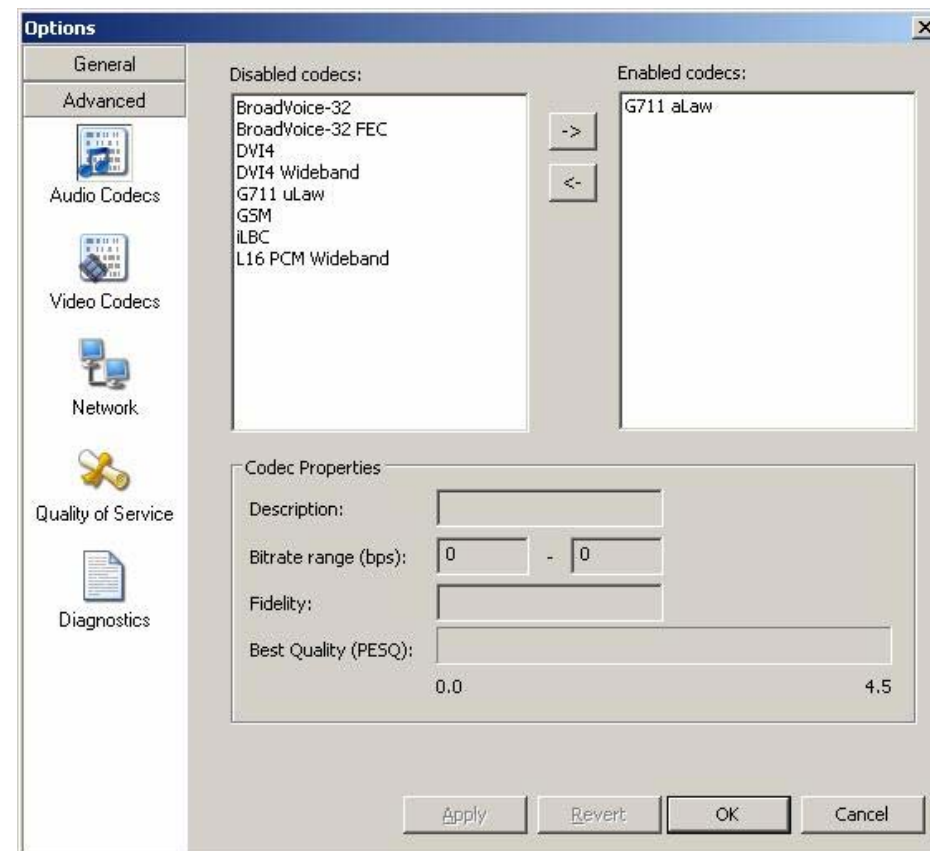 Options
General
Advanced
Audio Codecs
Video Codecs
Network
Quality of Service
Diagnostics
Disabled codecs:
BroadVoice-32
BroadVoice-32 FEC
DVI4
DVI4 Wideband
G711 uLaw
GSM
iLBC
L16 PCM Wideband
->
<-
Enabled codecs:
G711 aLaw
Codec Properties
Description:
Bitrate range (bps): 0 - 0
Fidelity:
Best Quality (PESQ):
0.0 4.5
Apply Revert OK Cancel